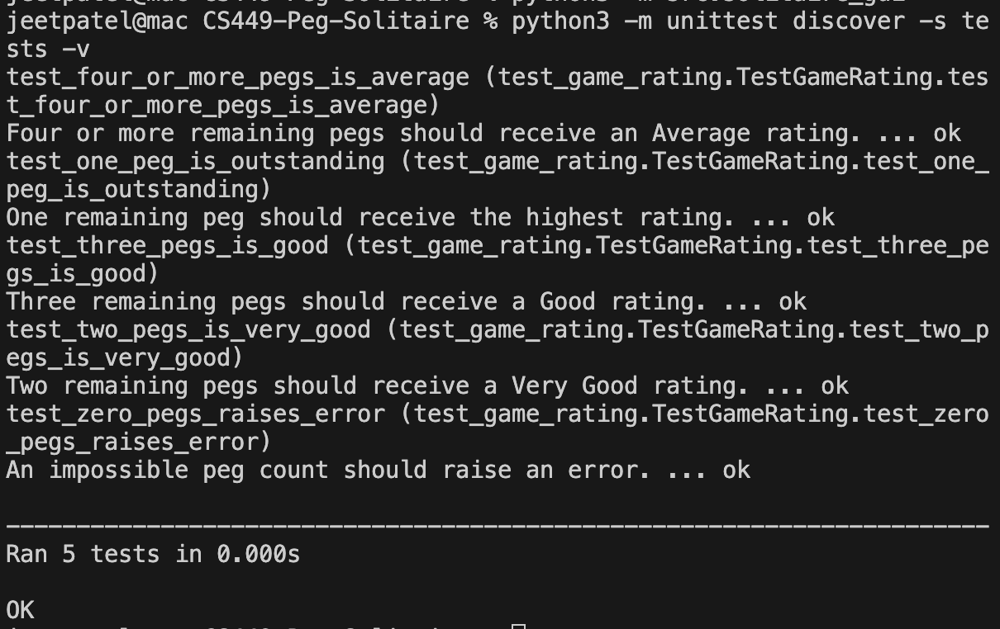 jeetpatel@mac CS449-Peg-Solitaire % python3 -m unittest discover -s te
sts -v
test_four_or_more_pegs_is_average (test_game_rating.TestGameRating.tes
t_four_or_more_pegs_is_average)
Four or more remaining pegs should receive an Average rating. ... ok
test_one_peg_is_outstanding (test_game_rating.TestGameRating.test_one_
peg_is_outstanding)
One remaining peg should receive the highest rating. ... ok
test_three_pegs_is_good (test_game_rating.TestGameRating.test_three_pe
gs_is_good)
Three remaining pegs should receive a Good rating. ... ok
test_two_pegs_is_very_good (test_game_rating.TestGameRating.test_two_p
egs_is_very_good)
Two remaining pegs should receive a Very Good rating. ... ok
test_zero_pegs_raises_error (test_game_rating.TestGameRating.test_zero
_pegs_raises_error)
An impossible peg count should raise an error. ... ok
----------------------------------------------------------------------
Ran 5 tests in 0.000s
OK